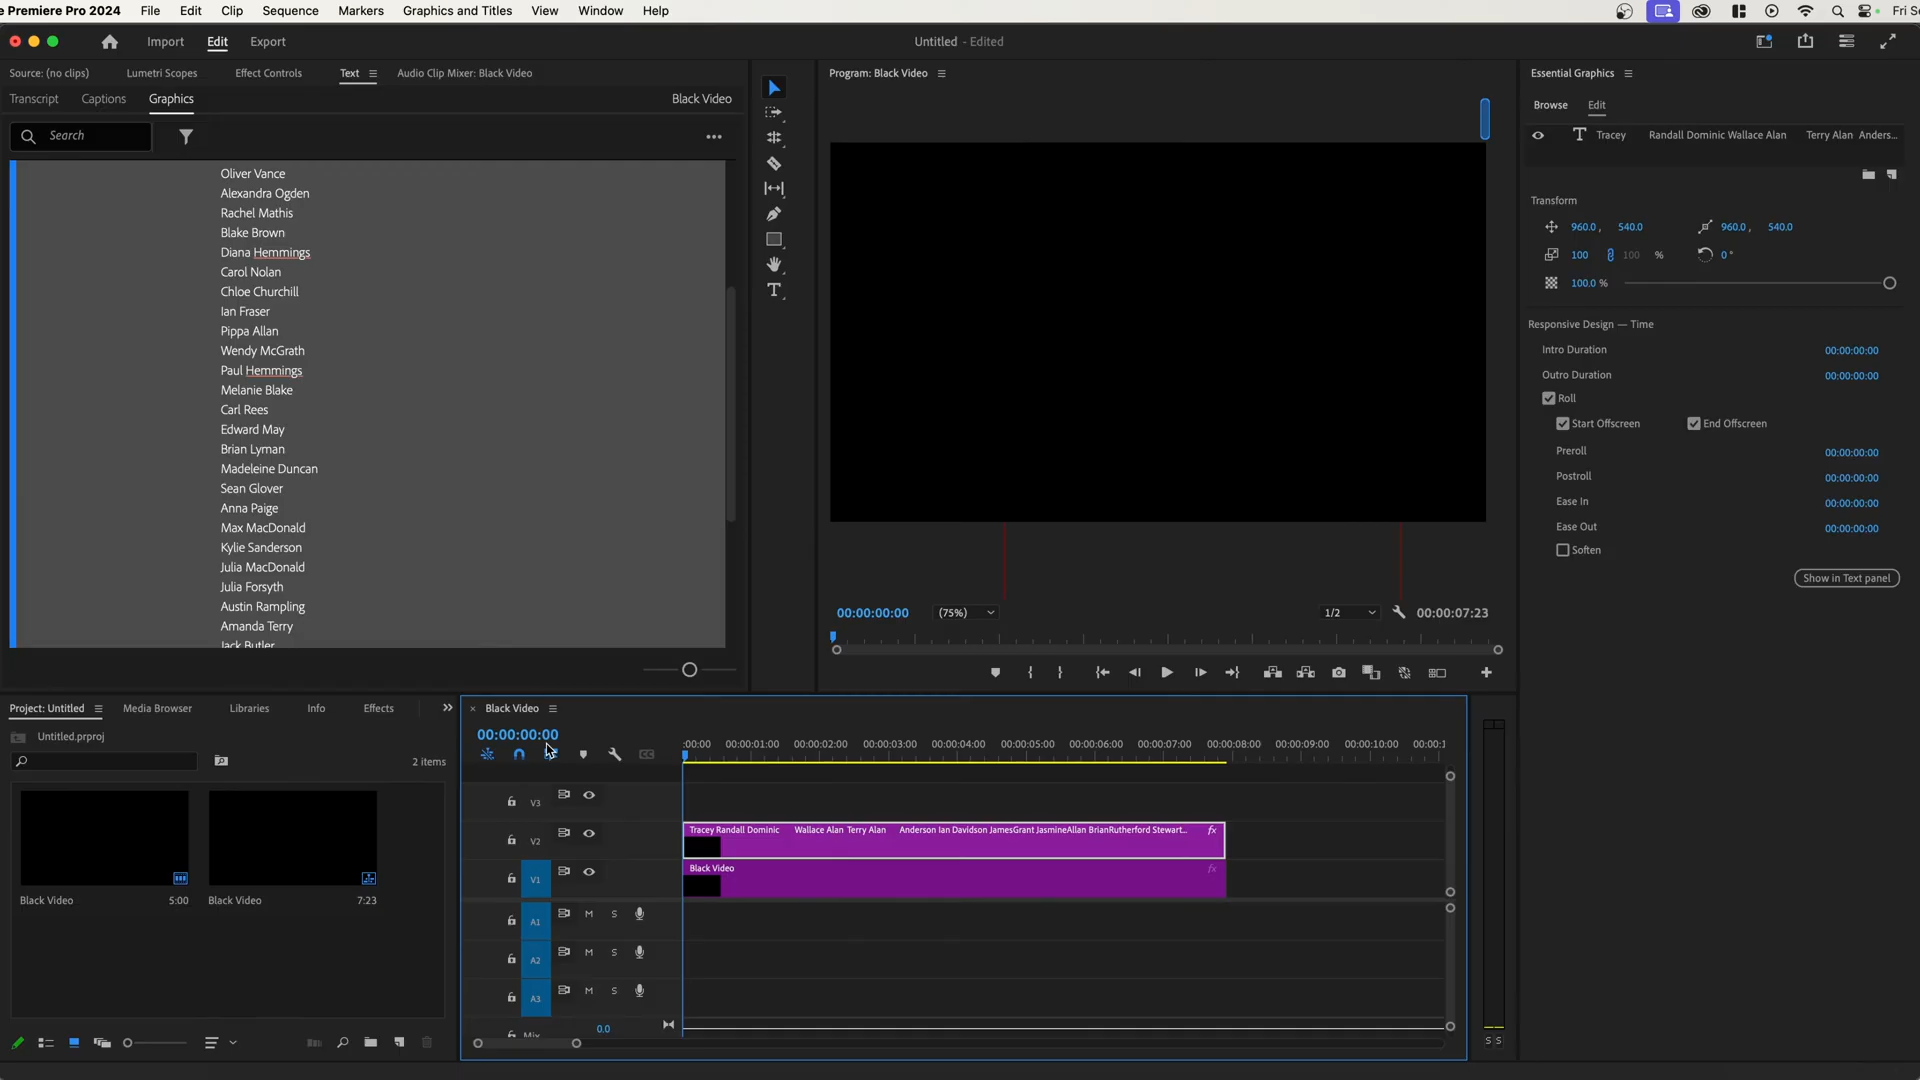 e Premiere Pro 2024 File Edit Clip Sequence Markers Graphics and Titles View Window Help Fri Se
Import Edit Export Untitled - Edited
Source: (no clips) Lumetri Scopes Effect Controls Text Audio Clip Mixer: Black Video
Transcript Captions Graphics Black Video
Search
Oliver Vance
Alexandra Ogden
Rachel Mathis
Blake Brown
Diana Hemmings
Carol Nolan
Chloe Churchill
Ian Fraser
Pippa Allan
Wendy McGrath
Paul Hemmings
Melanie Blake
Carl Rees
Edward May
Brian Lyman
Madeleine Duncan
Sean Glover
Anna Paige
Max MacDonald
Kylie Sanderson
Julia MacDonald
Julia Forsyth
Austin Rampling
Amanda Terry
Jack Butler
Program: Black Video
00:00:00:00 (75%) 1/2 00:00:07:23
Essential Graphics
Browse Edit
T Tracey Randall Dominic Wallace Alan Terry Alan Anders...
Transform
960.0 , 540.0 960.0 , 540.0
100 100 % 0 °
100.0 %
Responsive Design — Time
Intro Duration 00:00:00:00
Outro Duration 00:00:00:00
Roll
Start Offscreen End Offscreen
Preroll 00:00:00:00
Postroll 00:00:00:00
Ease In 00:00:00:00
Ease Out 00:00:00:00
Soften
Show in Text panel
Project: Untitled Media Browser Libraries Info Effects
Untitled.prproj
2 items
Black Video 5:00
Black Video 7:23
× Black Video
00:00:00:00
:00:00 00:00:01:00 00:00:02:00 00:00:03:00 00:00:04:00 00:00:05:00 00:00:06:00 00:00:07:00 00:00:08:00 00:00:09:00 00:00:10:00 00:00:1
V3
V2 Tracey Randall Dominic Wallace Alan Terry Alan Anderson Ian Davidson JamesGrant JasmineAllan BrianRutherford Stewart... fx
V1 Black Video fx
A1 M S
A2 M S
A3 M S
Mix 0.0
S S